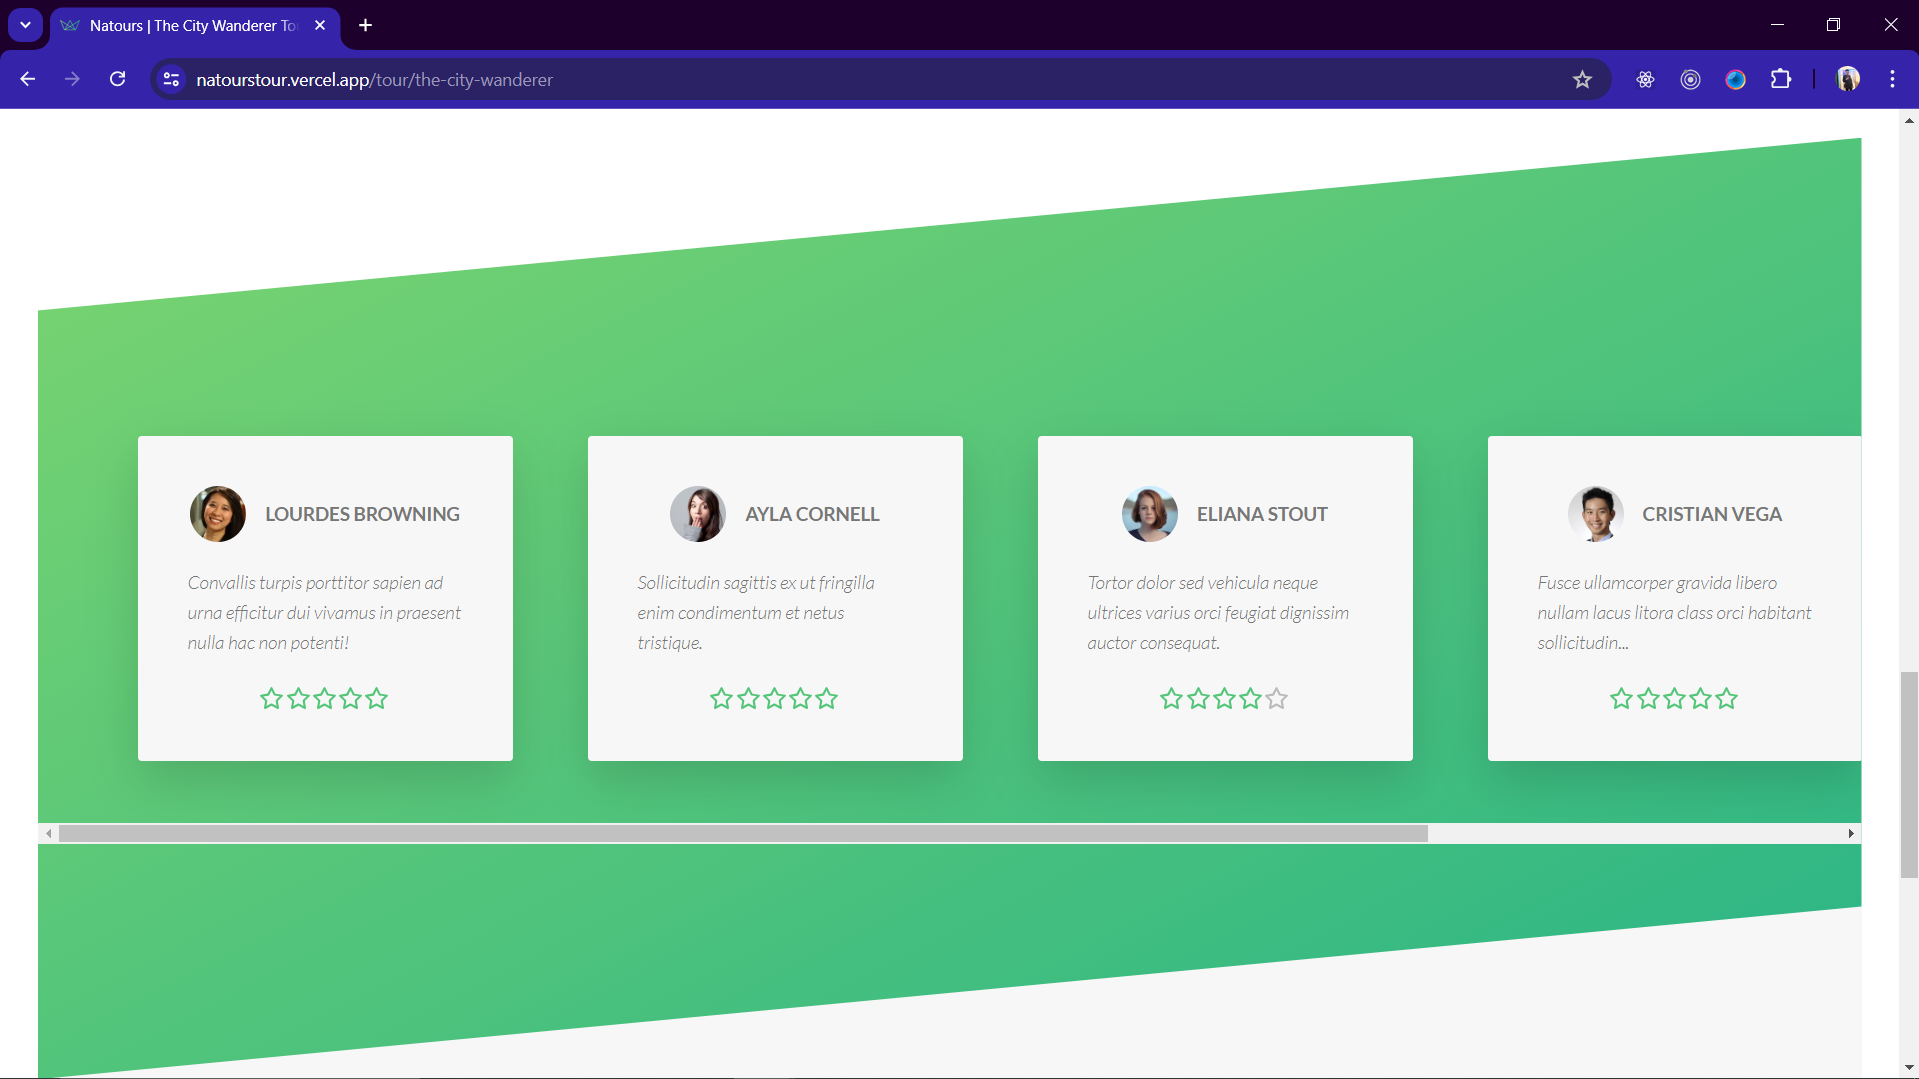 Natours | The City Wanderer To
natourstour.vercel.app/tour/the-city-wanderer
LOURDES BROWNING
Convallis turpis porttitor sapien ad
urna efficitur dui vivamus in praesent
nulla hac non potenti!
AYLA CORNELL
Sollicitudin sagittis ex ut fringilla
enim condimentum et netus
tristique.
ELIANA STOUT
Tortor dolor sed vehicula neque
ultrices varius orci feugiat dignissim
auctor consequat.
CRISTIAN VEGA
Fusce ullamcorper gravida libero
nullam lacus litora class orci habitant
sollicitudin...